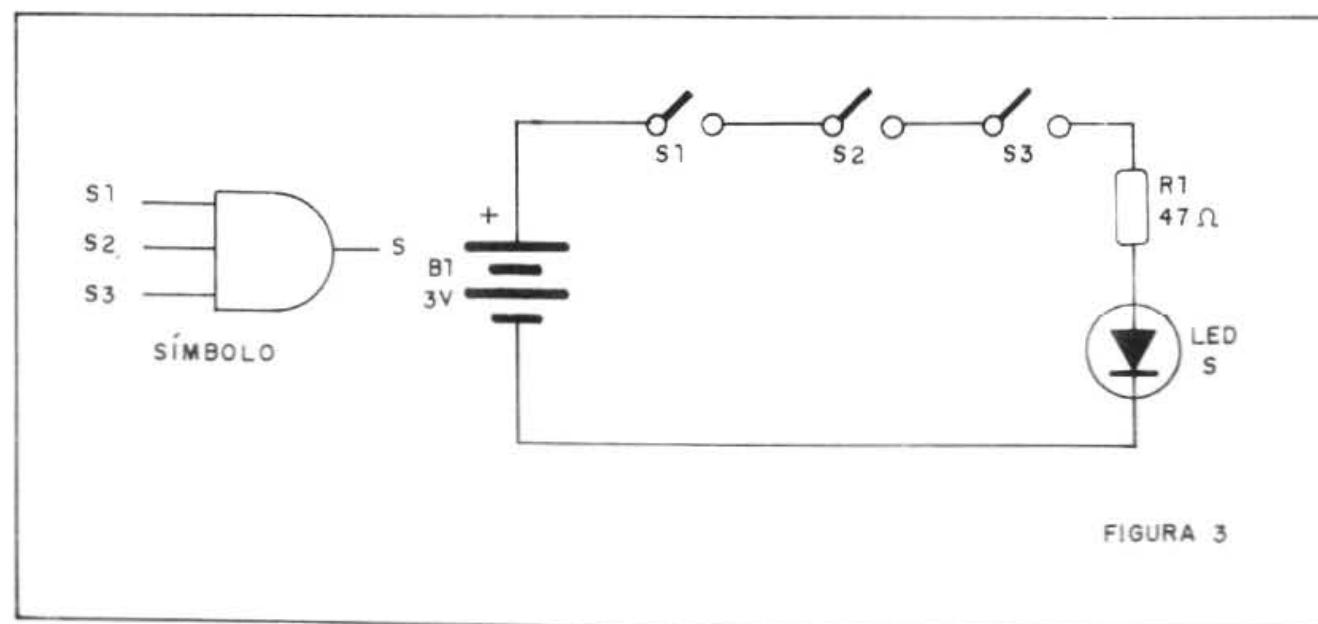 S1
S2
S3
S
SÍMBOLO
+
B1
3V
S1
S2
S3
R1
47 Ω
LED
S
FIGURA 3